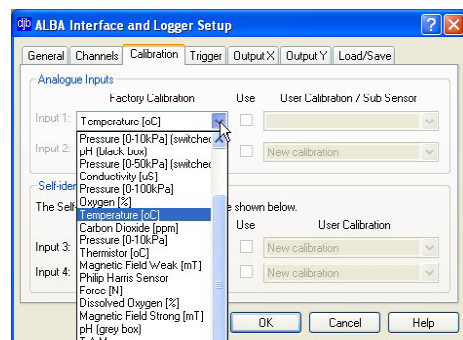 djb ALBA Interface and Logger Setup
General Channels Calibration Trigger Output X Output Y Load/Save
Analogue Inputs
Factory Calibration Use User Calibration / Sub Sensor
Input 1: Temperature [oC]
Input 2: New calibration
Pressure [0-10kPa] (switched
pH (black box)
Pressure [0-50kPa] (switched
Conductivity [uS]
Pressure [0-100kPa]
Oxygen [%]
Temperature [oC]
Carbon Dioxide [ppm]
Pressure [0-10kPa]
Thermistor [oC]
Magnetic Field Weak [mT]
Philip Harris Sensor
Force [N]
Dissolved Oxygen [%]
Magnetic Field Strong [mT]
pH (grey box)
Self-iden
The Self e shown below.
Use User Calibration
Input 3: New calibration
Input 4: New calibration
OK Cancel Help